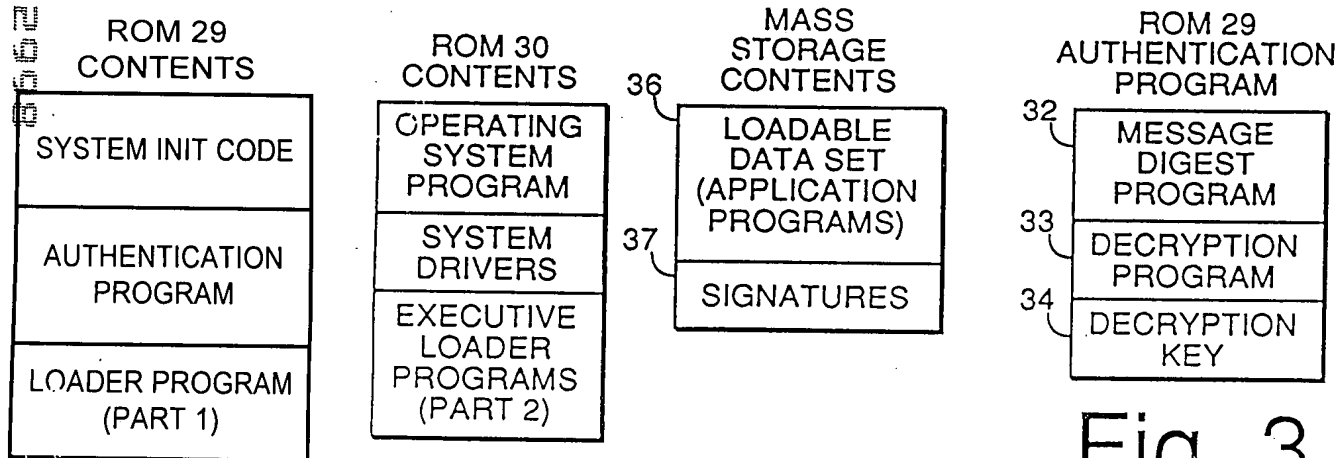 ROM 29
CONTENTS
SYSTEM INIT CODE
AUTHENTICATION
PROGRAM
LOADER PROGRAM
(PART 1)
ROM 30
CONTENTS
OPERATING
SYSTEM
PROGRAM
SYSTEM
DRIVERS
EXECUTIVE
LOADER
PROGRAMS
(PART 2)
MASS
STORAGE
CONTENTS
36
LOADABLE
DATA SET
(APPLICATION
PROGRAMS)
37
SIGNATURES
ROM 29
AUTHENTICATION
PROGRAM
32
MESSAGE
DIGEST
PROGRAM
33
DECRYPTION
PROGRAM
34
DECRYPTION
KEY
Fig. 3